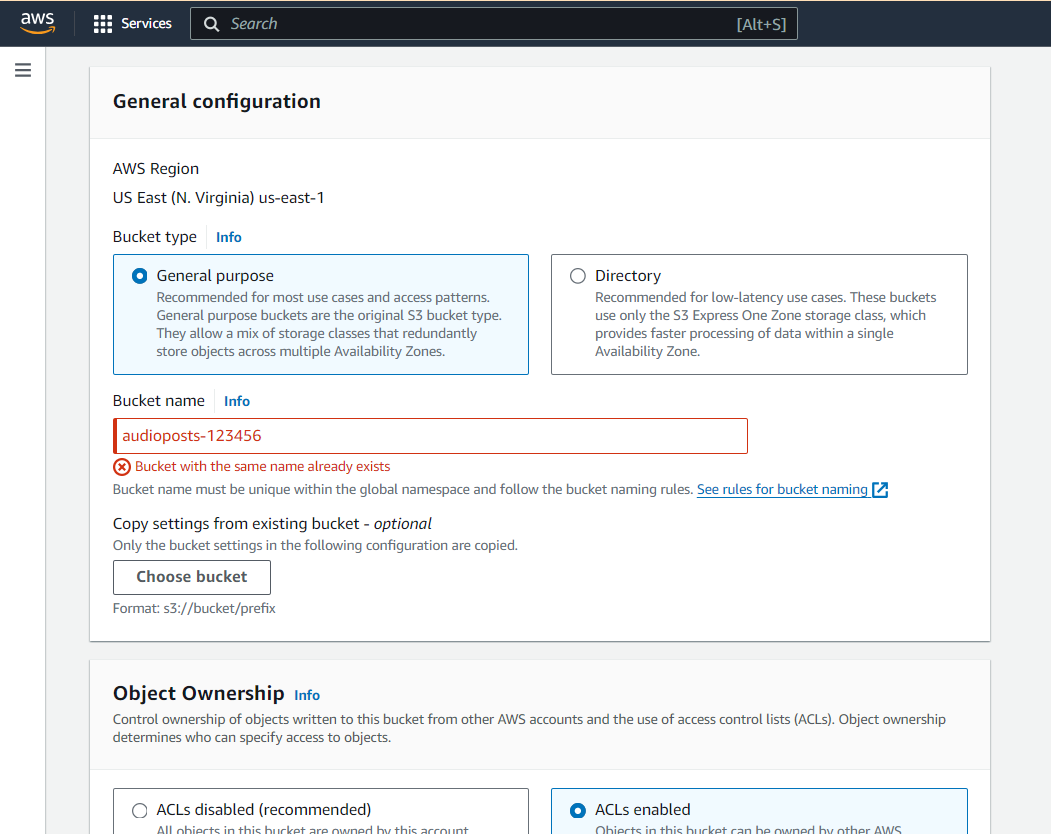 aws
Services
Search
[Alt+S]
General configuration
AWS Region
US East (N. Virginia) us-east-1
Bucket type Info
General purpose
Recommended for most use cases and access patterns.
General purpose buckets are the original S3 bucket type.
They allow a mix of storage classes that redundantly
store objects across multiple Availability Zones.
Directory
Recommended for low-latency use cases. These buckets
use only the S3 Express One Zone storage class, which
provides faster processing of data within a single
Availability Zone.
Bucket name Info
audioposts-123456
Bucket with the same name already exists
Bucket name must be unique within the global namespace and follow the bucket naming rules. See rules for bucket naming
Copy settings from existing bucket - optional
Only the bucket settings in the following configuration are copied.
Choose bucket
Format: s3://bucket/prefix
Object Ownership Info
Control ownership of objects written to this bucket from other AWS accounts and the use of access control lists (ACLs). Object ownership
determines who can specify access to objects.
ACLs disabled (recommended)
All objects in this bucket are owned by this account
ACLs enabled
Objects in this bucket can be owned by other AWS